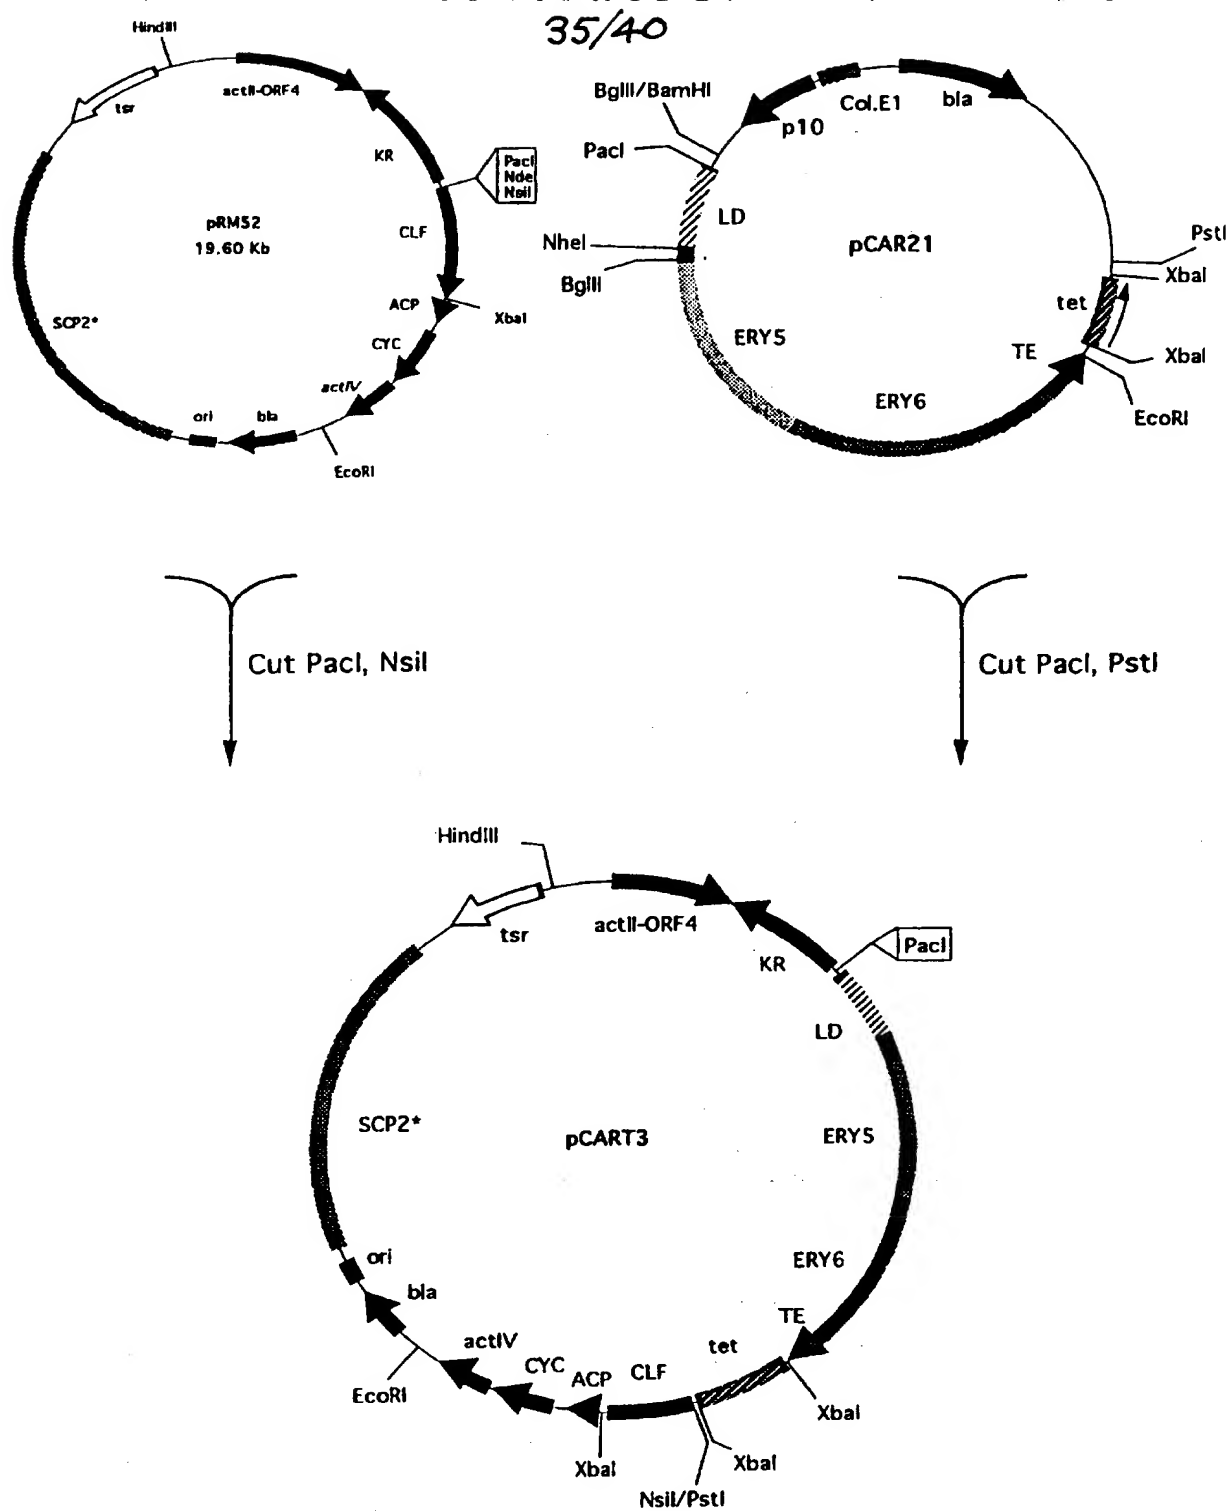 35/40
HindIII
tsr
actII-ORF4
KR
PacI
Nde
NsiI
pRM52
19.60 Kb
CLF
ACP
XbaI
CYC
actIV
SCP2*
ori
bla
EcoRI
BglII/BamHI
PacI
p10
Col.E1
bla
LD
NheI
BglII
pCAR21
PstI
XbaI
tet
TE
XbaI
EcoRI
ERY5
ERY6
Cut PacI, NsiI
Cut PacI, PstI
HindIII
tsr
actII-ORF4
KR
PacI
LD
SCP2*
pCART3
ERY5
ori
bla
ERY6
TE
actIV
CYC
ACP
CLF
tet
EcoRI
XbaI
XbaI
XbaI
NsiI/PstI